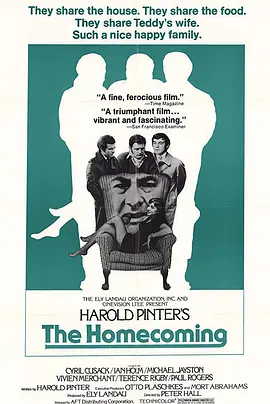 They share the house. They share the food.
They share Teddy's wife.
Such a nice happy family.
"A fine, ferocious film."
—Time Magazine
"A triumphant film...
vibrant and fascinating."
—San Francisco Examiner
THE ELY LANDAU ORGANIZATION, INC. AND
CINEVISION LTÉE PRESENT
HAROLD PINTER'S
The Homecoming
CYRIL CUSACK/IAN HOLM/MICHAEL JAYSTON
VIVIEN MERCHANT/TERENCE RIGBY/PAUL ROGERS
Written by HAROLD PINTER Executive Producers OTTO PLASCHKES and MORT ABRAHAMS
Produced by ELY LANDAU Directed by PETER HALL
Released by AFT Distributing Corporation.